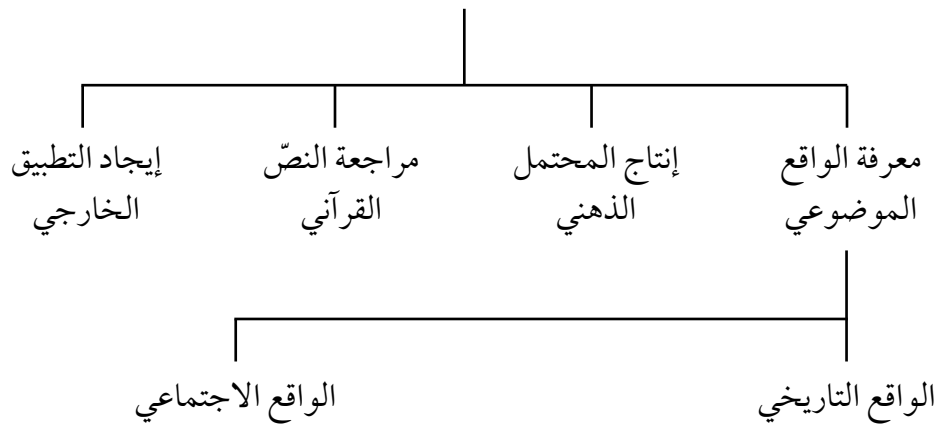 معرفة الواقع
الموضوعي
إنتاج المحتمل
الذهني
مراجعة النصّ
القرآني
إيجاد التطبيق
الخارجي
الواقع التاريخي
الواقع الاجتماعي